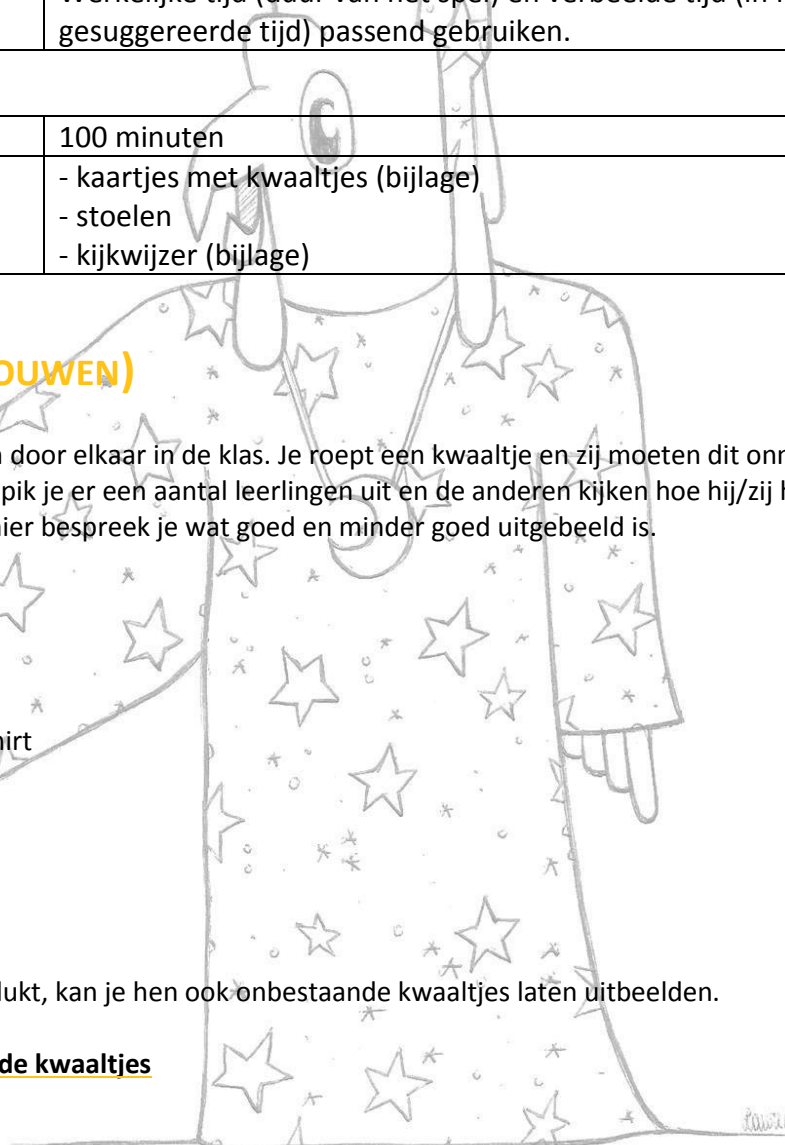 gesuggereerde tijd) passend gebruiken.
100 minuten
- kaartjes met kwaaltjes (bijlage)
- stoelen
- kijkwijzer (bijlage)
OUWEN)
door elkaar in de klas. Je roept een kwaaltje en zij moeten dit onm
pik je er een aantal leerlingen uit en de anderen kijken hoe hij/zij h
hier bespreek je wat goed en minder goed uitgebeeld is.
hirt
lukt, kan je hen ook onbestaande kwaaltjes laten uitbeelden.
de kwaaltjes